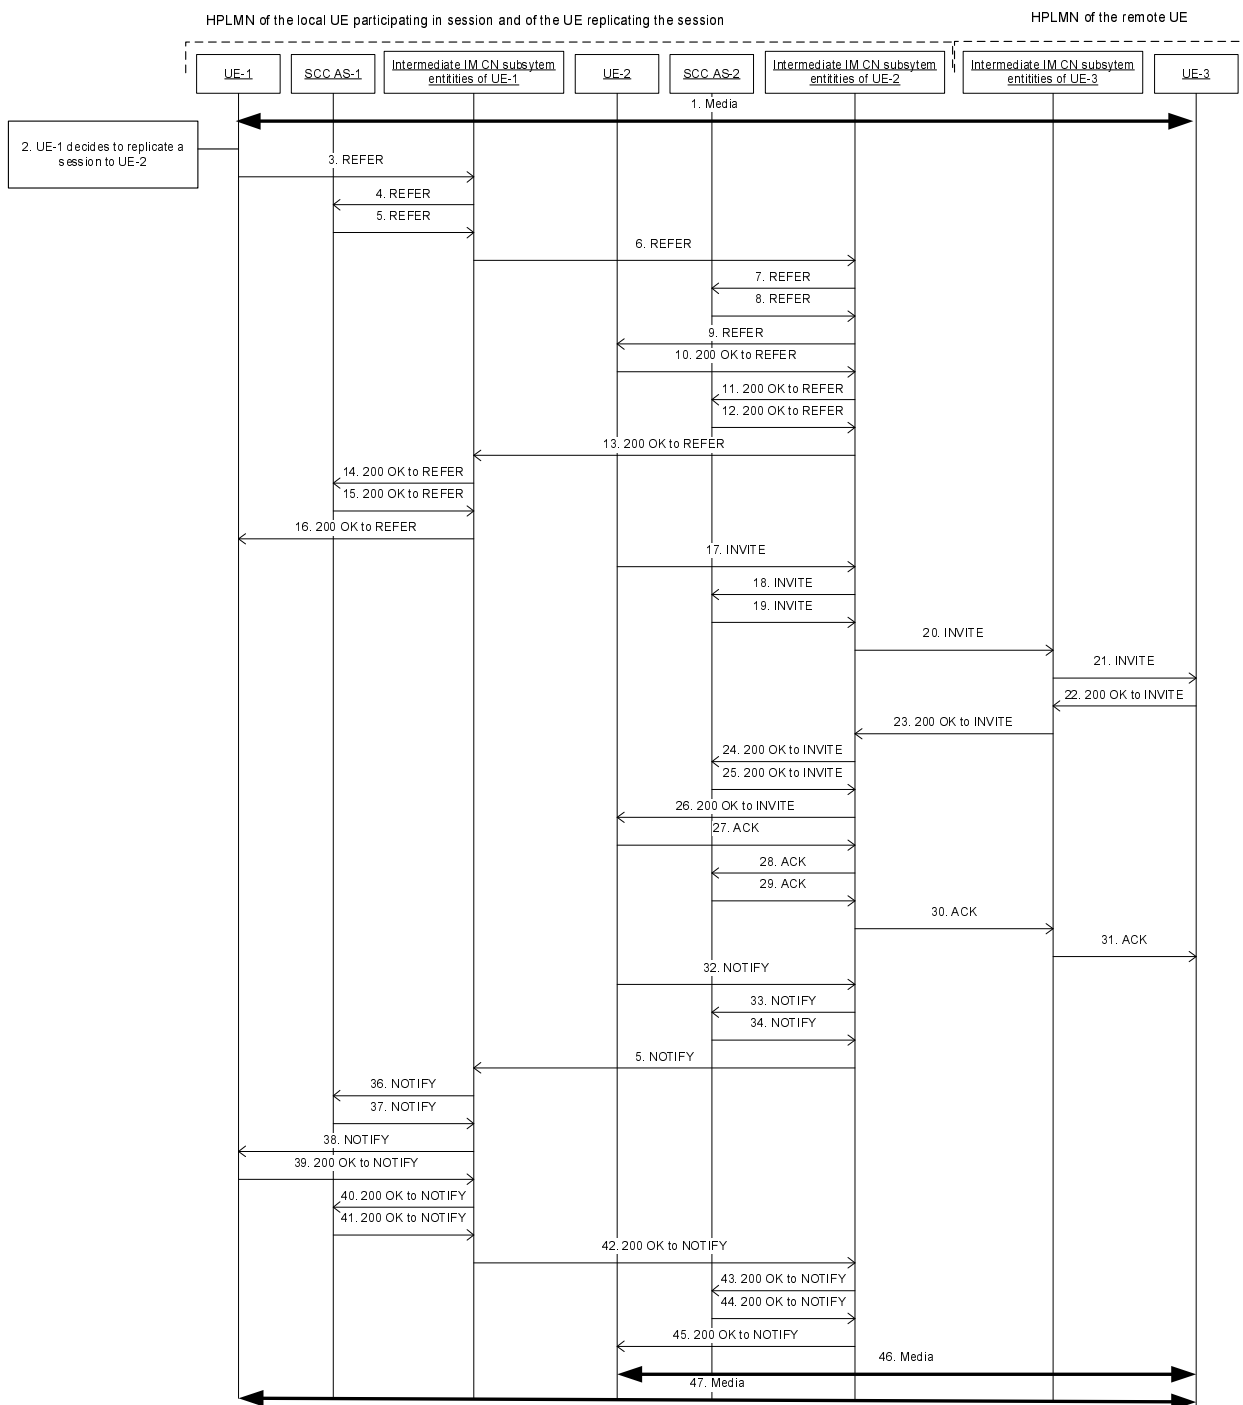 HPLMN of the local UE participating in session and of the UE replicating the session
HPLMN of the remote UE
UE-1
SCC AS-1
Intermediate IM CN subsytem
entitities of UE-1
UE-2
SCC AS-2
Intermediate IM CN subsytem
entitities of UE-2
Intermediate IM CN subsytem
entitities of UE-3
UE-3
1. Media
2. UE-1 decides to replicate a
session to UE-2
3. REFER
4. REFER
5. REFER
6. REFER
7. REFER
8. REFER
9. REFER
10. 200 OK to REFER
11. 200 OK to REFER
12. 200 OK to REFER
13. 200 OK to REFER
14. 200 OK to REFER
15. 200 OK to REFER
16. 200 OK to REFER
17. INVITE
18. INVITE
19. INVITE
20. INVITE
21. INVITE
22. 200 OK to INVITE
23. 200 OK to INVITE
24. 200 OK to INVITE
25. 200 OK to INVITE
26. 200 OK to INVITE
27. ACK
28. ACK
29. ACK
30. ACK
31. ACK
32. NOTIFY
33. NOTIFY
34. NOTIFY
5. NOTIFY
36. NOTIFY
37. NOTIFY
38. NOTIFY
39. 200 OK to NOTIFY
40. 200 OK to NOTIFY
41. 200 OK to NOTIFY
42. 200 OK to NOTIFY
43. 200 OK to NOTIFY
44. 200 OK to NOTIFY
45. 200 OK to NOTIFY
46. Media
47. Media